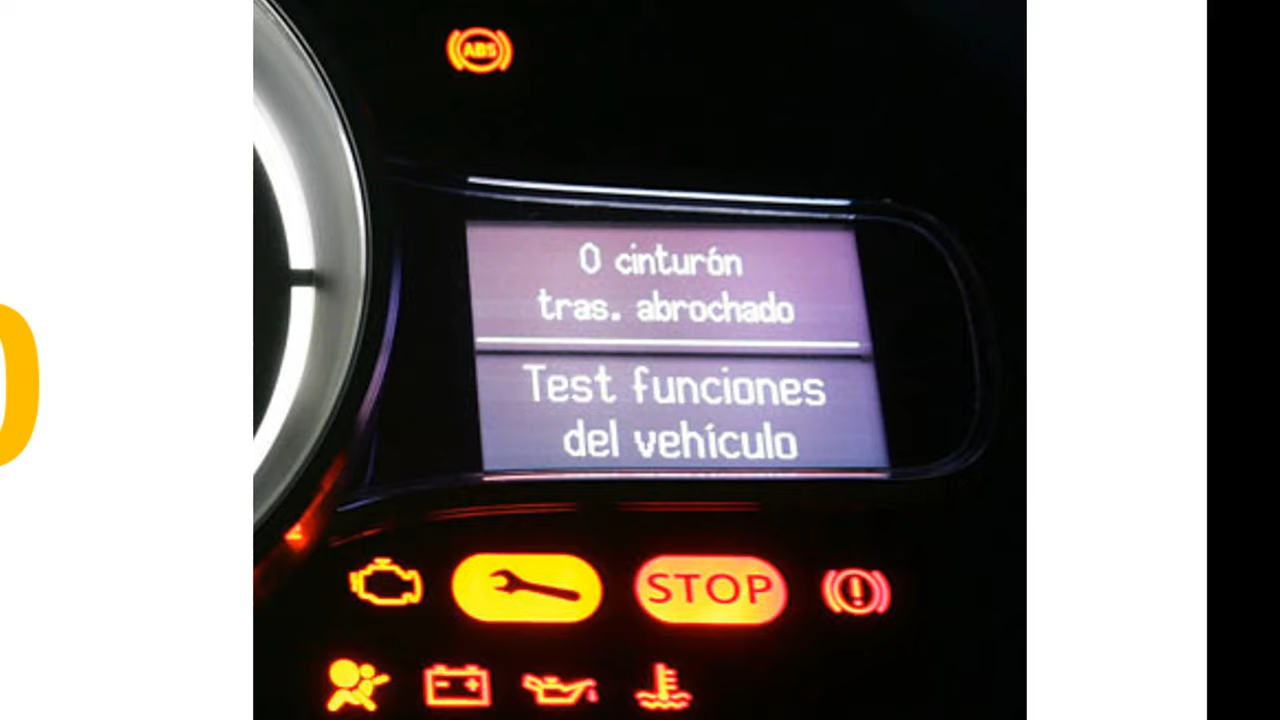 ABS
0 cinturón
tras. abrochado
Test funciones
del vehículo
STOP